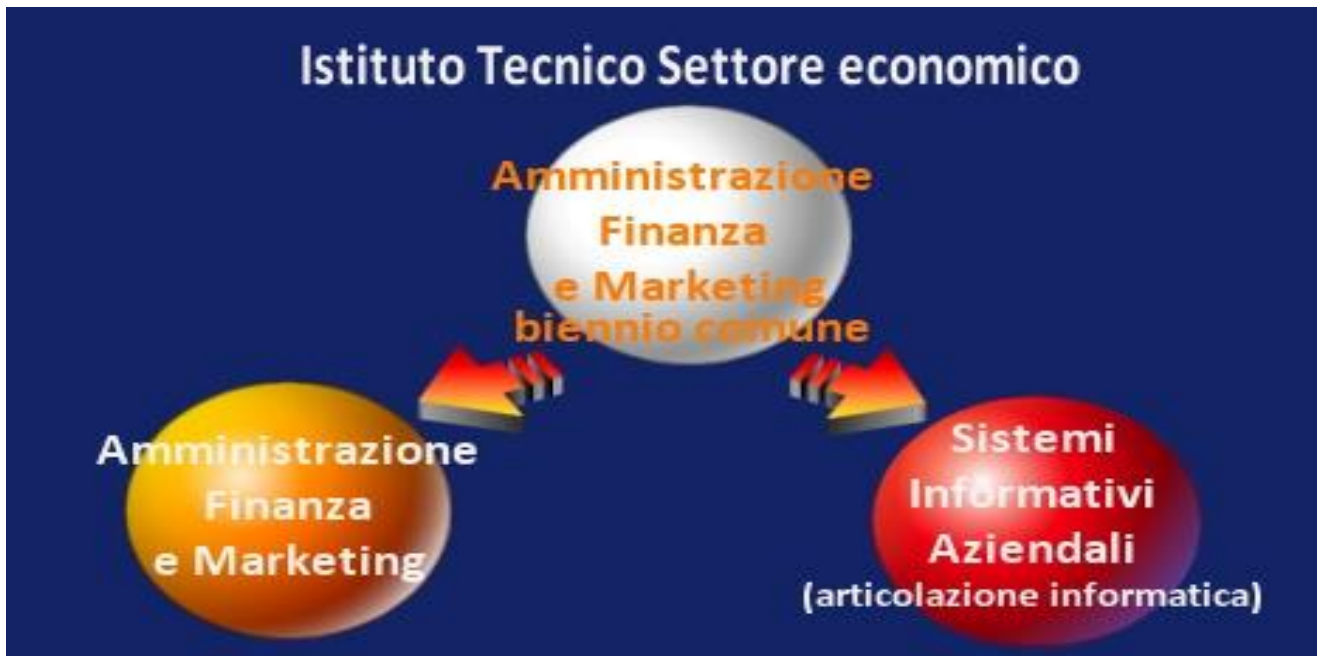 Istituto Tecnico Settore economico
Amministrazione
Finanza
e Marketing
biennio comune
Amministrazione
Finanza
e Marketing
Sistemi
Informativi
Aziendali
(articolazione informatica)